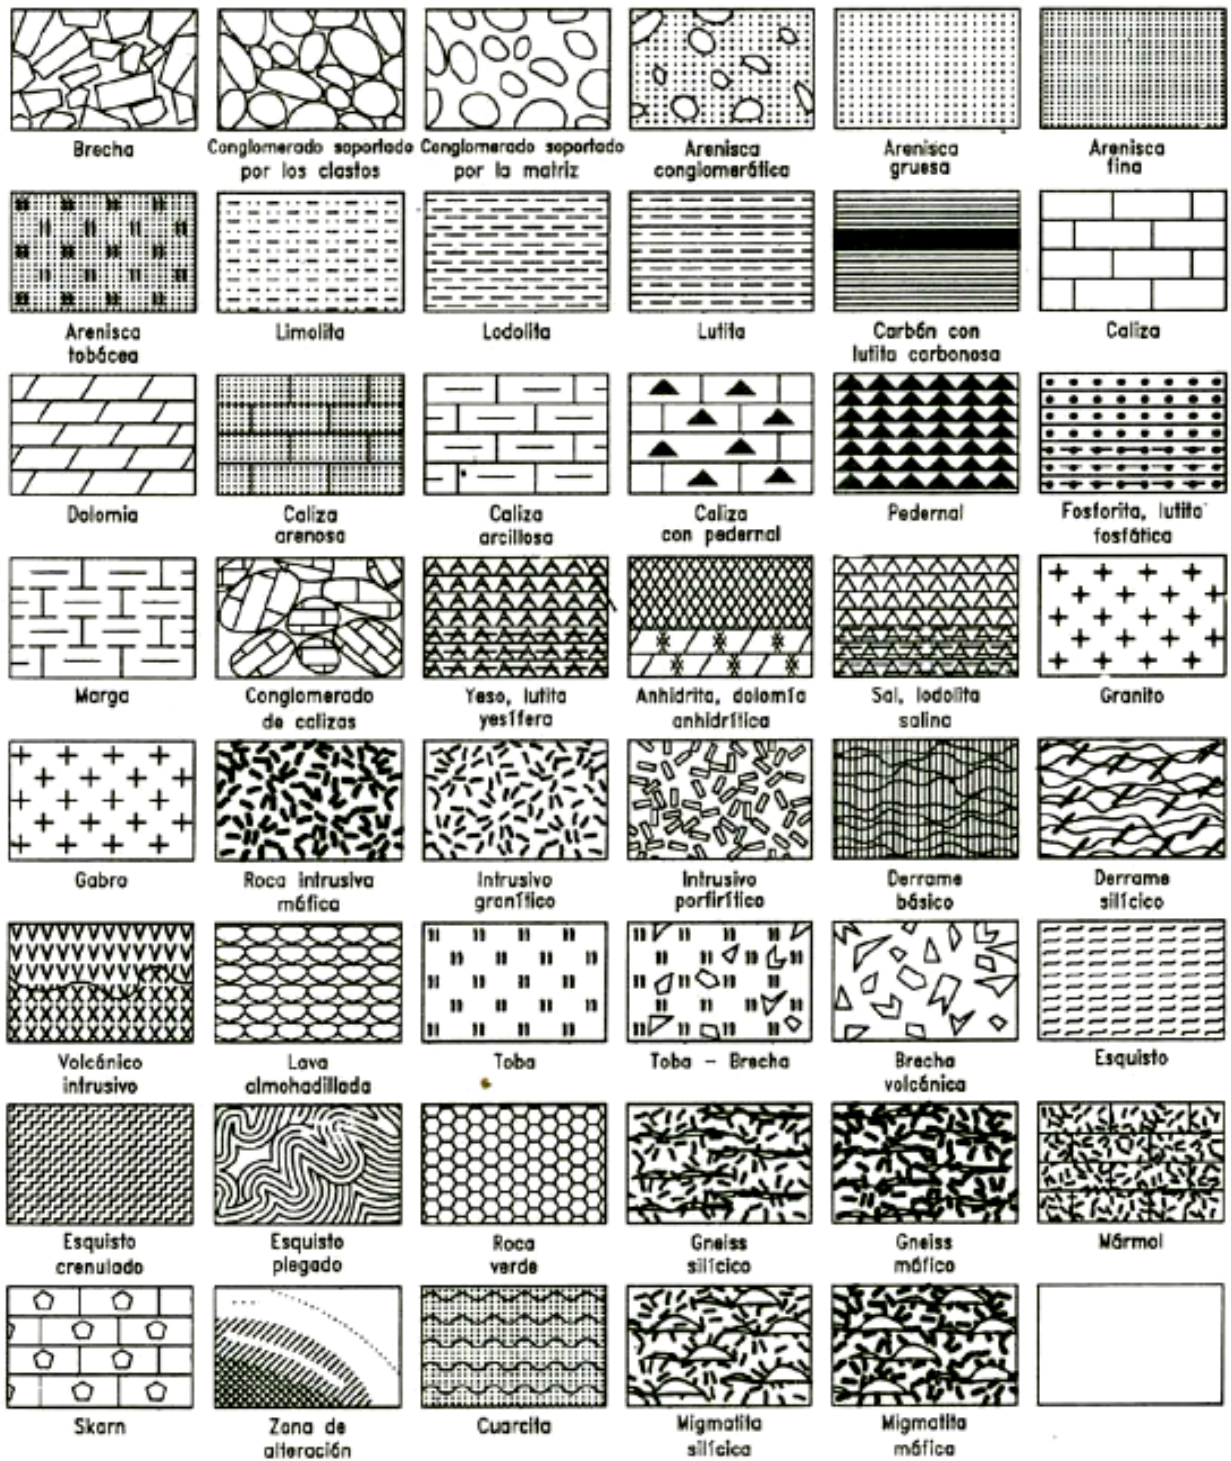 Brecha
Conglomerado soportado
por los clastos
Conglomerado soportado
por la matriz
Arenisca
conglomerática
Arenisca
gruesa
Arenisca
fina
Arenisca
tobácea
Limolita
Lodolita
Lutita
Carbón con
lutita carbonosa
Caliza
Dolomia
Caliza
arenosa
Caliza
arcillosa
Caliza
con pedernal
Pedernal
Fosforita, lutita
fosfática
Marga
Conglomerado
de calizas
Yeso, lutita
yesífera
Anhidrita, dolomía
anhidrítica
Sal, lodolita
salina
Granito
Gabro
Roca intrusiva
máfica
Intrusivo
granítico
Intrusivo
porfirítico
Derrame
básico
Derrame
silícico
Volcánico
intrusivo
Lava
almohadillada
Toba
Toba - Brecha
Brecha
volcánica
Esquisto
Esquisto
crenulado
Esquisto
plegado
Roca
verde
Gneiss
silícico
Gneiss
máfico
Mármol
Skarn
Zona de
alteración
Cuarcita
Migmatita
silícica
Migmatita
máfica